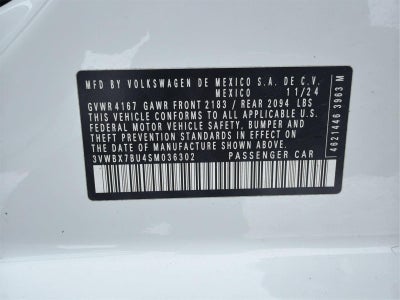 MFD BY VOLKSWAGEN DE MEXICO S.A. DE C.V.
MEXICO 11/24
GVWR 4167 GAWR FRONT 2183 / REAR 2094 LBS
THIS VEHICLE CONFORMS TO ALL APPLICABLE U.S.
FEDERAL MOTOR VEHICLE SAFETY, BUMPER AND
THEFT PREVENTION STANDARDS IN EFFECT ON THE
DATE OF MANUFACTURE SHOWN ABOVE.
3VWBX7BU4SM036302 PASSENGER CAR
4631446 3963 M